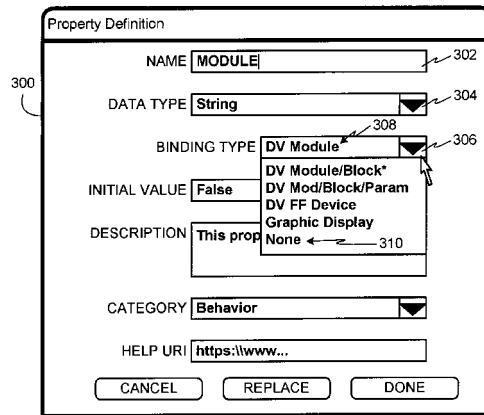 Property Definition
NAME MODULE 302
300
DATA TYPE String 304
308
BINDING TYPE DV Module 306
DV Module/Block*
DV Mod/Block/Param
INITIAL VALUE False DV FF Device
Graphic Display
DESCRIPTION This prop None 310
CATEGORY Behavior
HELP URI https:\\www...
CANCEL REPLACE DONE